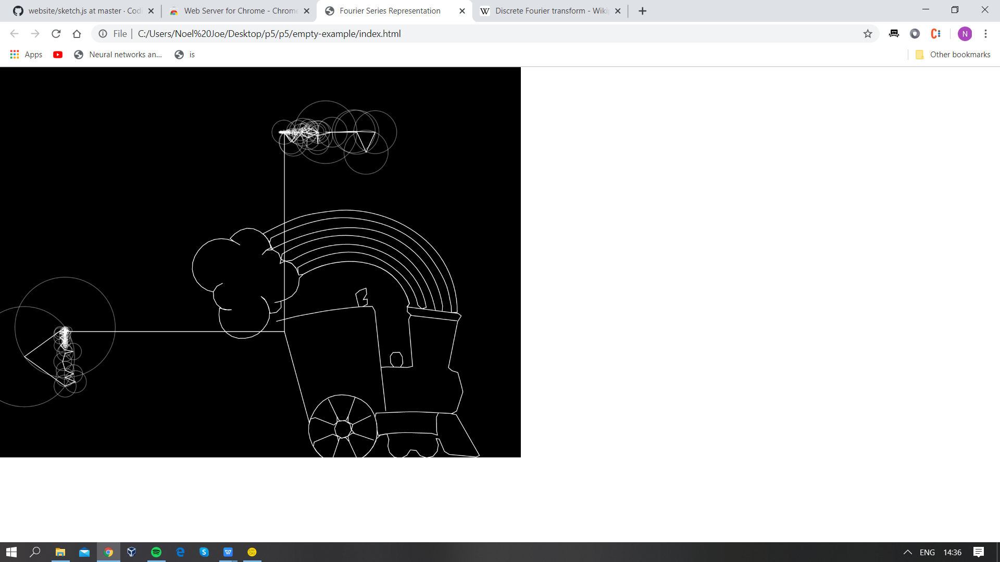 website/sketch.js at master · Codi
Web Server for Chrome - Chrome
Fourier Series Representation
Discrete Fourier transform - Wiki
File
C:/Users/Noel%20Joe/Desktop/p5/p5/empty-example/index.html
N
Apps
Neural networks an...
is
Other bookmarks
ENG
14:36